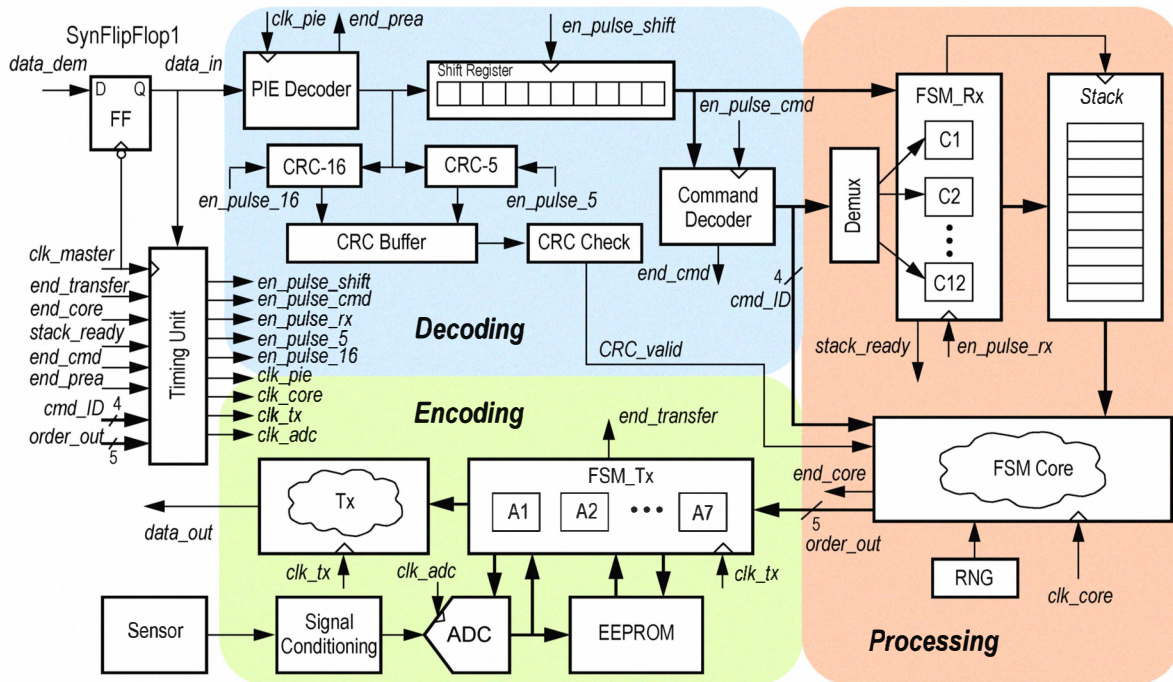 clk_pie
end_prea
SynFlipFlop1
en_pulse_shift
data_dem
data_in
D
Q
FF
PIE Decoder
Shift Register
FSM_Rx
Stack
en_pulse_cmd
C1
CRC-16
CRC-5
Command
Decoder
Demux
C2
en_pulse_16
en_pulse_5
CRC Buffer
CRC Check
C12
clk_master
end_transfer
end_core
stack_ready
end_cmd
end_prea
cmd_ID
4
order_out
5
Timing Unit
en_pulse_shift
en_pulse_cmd
en_pulse_rx
en_pulse_5
en_pulse_16
clk_pie
clk_core
clk_tx
clk_adc
end_cmd
4
cmd_ID
Decoding
CRC_valid
stack_ready
en_pulse_rx
Encoding
end_transfer
FSM_Tx
Tx
A1
A2
A7
FSM Core
end_core
5
order_out
data_out
clk_tx
clk_adc
clk_tx
RNG
clk_core
Sensor
Signal
Conditioning
ADC
EEPROM
Processing